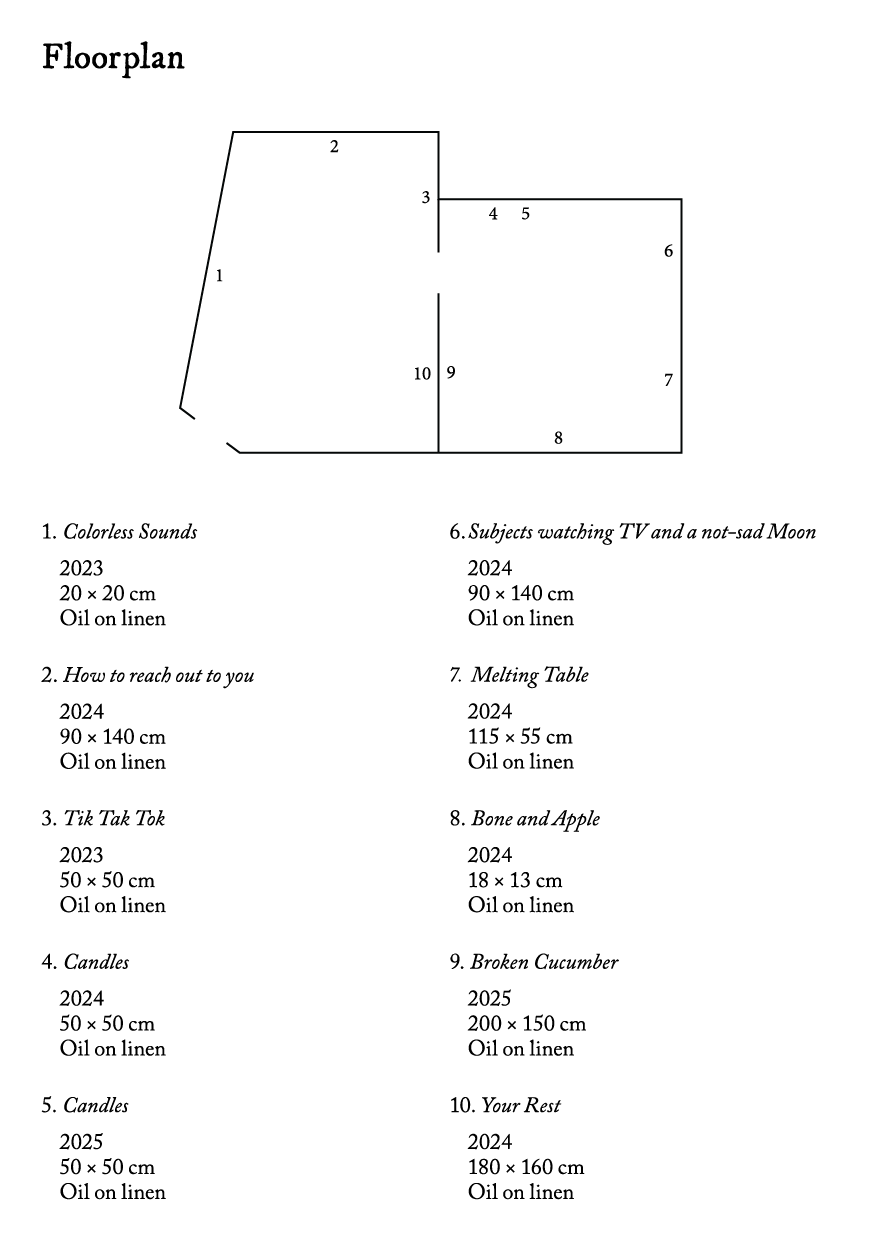 Floorplan
2
3
4 5
6
1
10 9
7
8
1. Colorless Sounds
2023
20 × 20 cm
Oil on linen
2. How to reach out to you
2024
90 × 140 cm
Oil on linen
3. Tik Tak Tok
2023
50 × 50 cm
Oil on linen
4. Candles
2024
50 × 50 cm
Oil on linen
5. Candles
2025
50 × 50 cm
Oil on linen
6. Subjects watching TV and a not-sad Moon
2024
90 × 140 cm
Oil on linen
7. Melting Table
2024
115 × 55 cm
Oil on linen
8. Bone and Apple
2024
18 × 13 cm
Oil on linen
9. Broken Cucumber
2025
200 × 150 cm
Oil on linen
10. Your Rest
2024
180 × 160 cm
Oil on linen